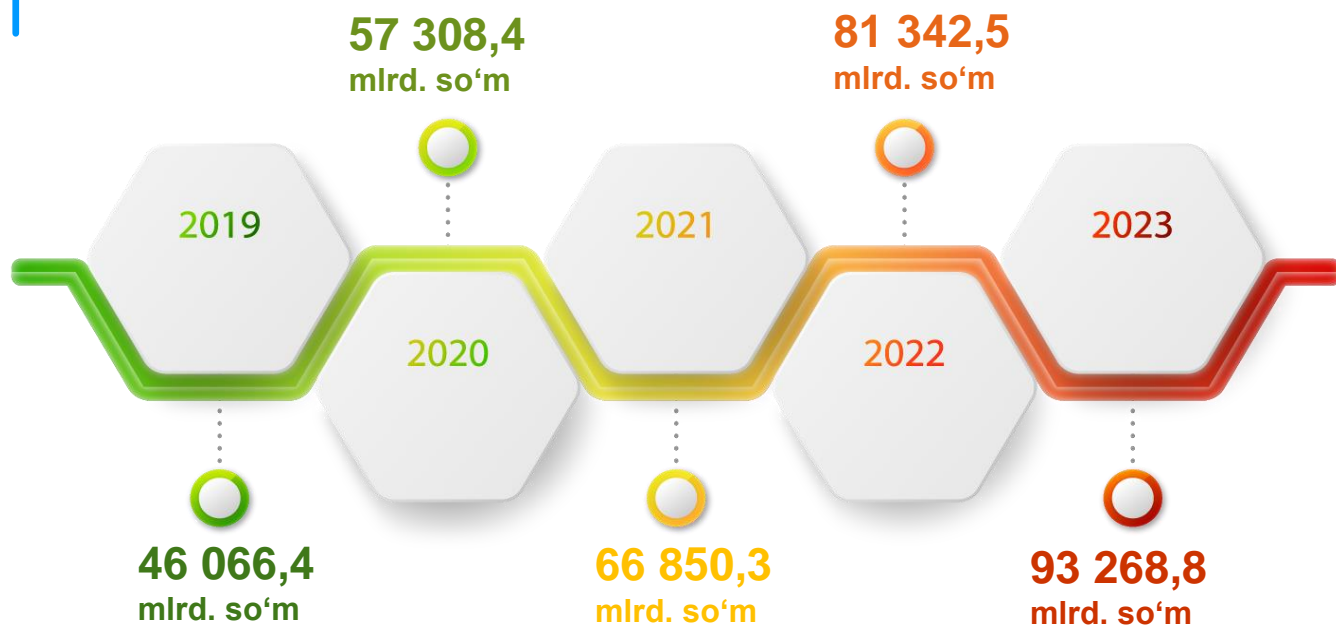 57 308,4
mlrd. so‘m
81 342,5
mlrd. so‘m
2019
2021
2023
2020
2022
46 066,4
mlrd. so‘m
66 850,3
mlrd. so‘m
93 268,8
mlrd. so‘m